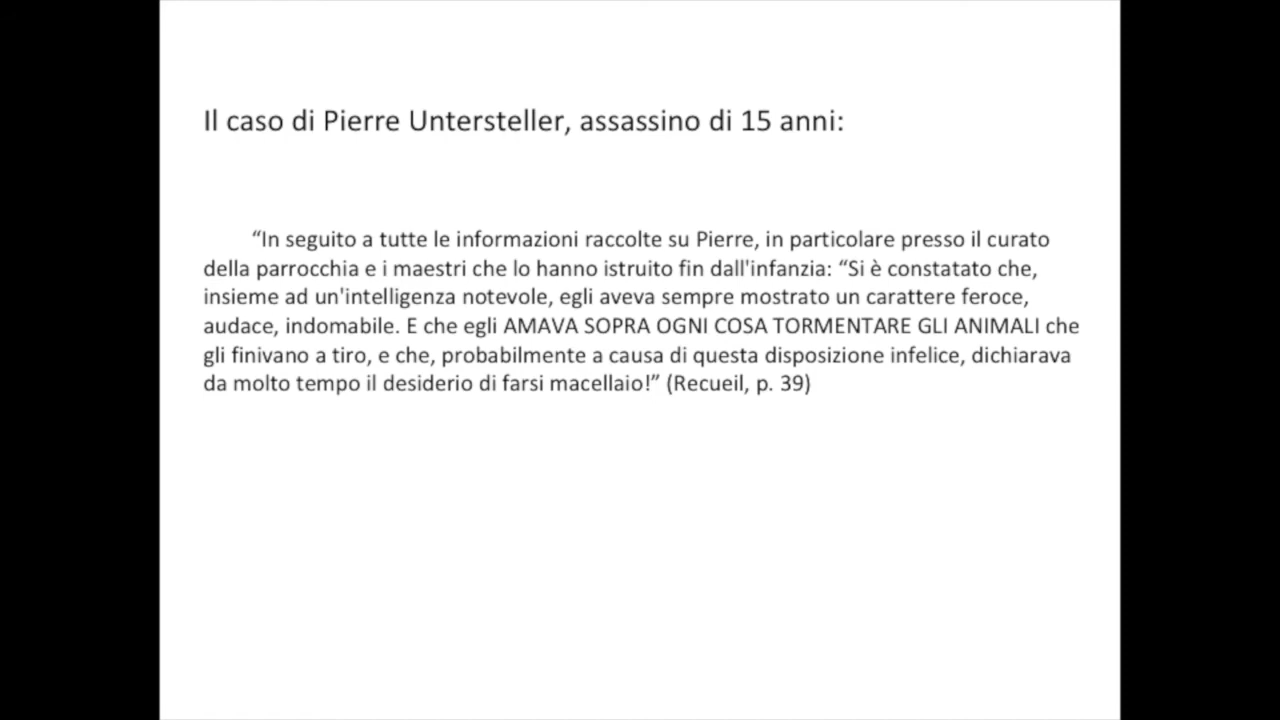 Il caso di Pierre Untersteller, assassino di 15 anni:
“In seguito a tutte le informazioni raccolte su Pierre, in particolare presso il curato
della parrocchia e i maestri che lo hanno istruito fin dall'infanzia: “Si è constatato che,
insieme ad un'intelligenza notevole, egli aveva sempre mostrato un carattere feroce,
audace, indomabile. E che egli AMAVA SOPRA OGNI COSA TORMENTARE GLI ANIMALI che
gli finivano a tiro, e che, probabilmente a causa di questa disposizione infelice, dichiarava
da molto tempo il desiderio di farsi macellaio!” (Recueil, p. 39)